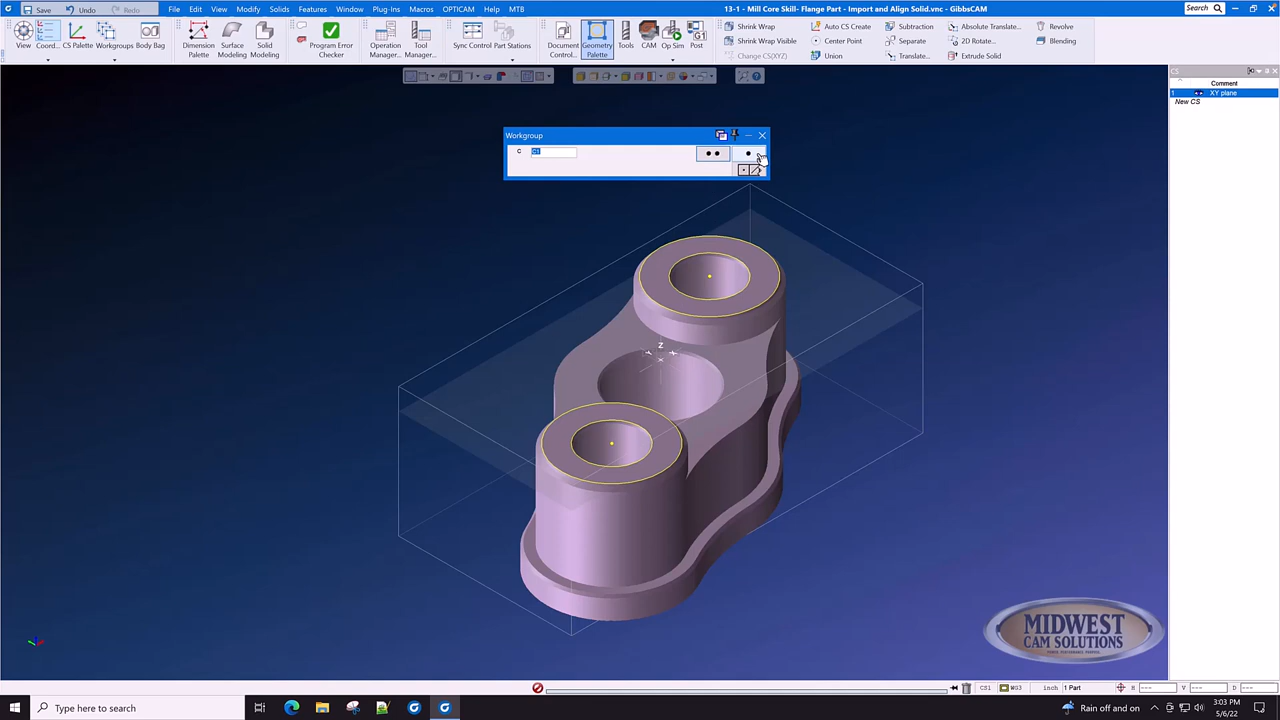 Save
Undo
Redo
File Edit View Modify Solids Features Window Plug-Ins Macros Operations OPTICAM Help MTB
13-1 - Mill Core Skill- Flange Part - Import and Align Solid.vnc - GibbsCAM
Search
View
Coord...
CS Palette
Workgroups
Body Bag
Dimension Palette
Surface Modeling
Solid Modeling
Program Error Checker
Operation Manager...
Tool Manager...
Sync Control
Part Stations
Document Control...
Geometry Palette
Tools
CAM
Op Sim
Post
Shrink Wrap
Auto CS Create
Subtraction
Absolute Translate...
Revolve
Shrink Wrap Visible
Center Point
Separate
2D Rotate...
Blending
Change CS(XYZ)
Union
Translate...
Extrude Solid
CS
Comment
1 XY plane
New CS
Workgroup
C
Z
MIDWEST
CAM SOLUTIONS
CS1
WG3
inch
1 Part
H ---
V ---
D ---
Type here to search
Rain off and on
3:03 PM
5/6/22